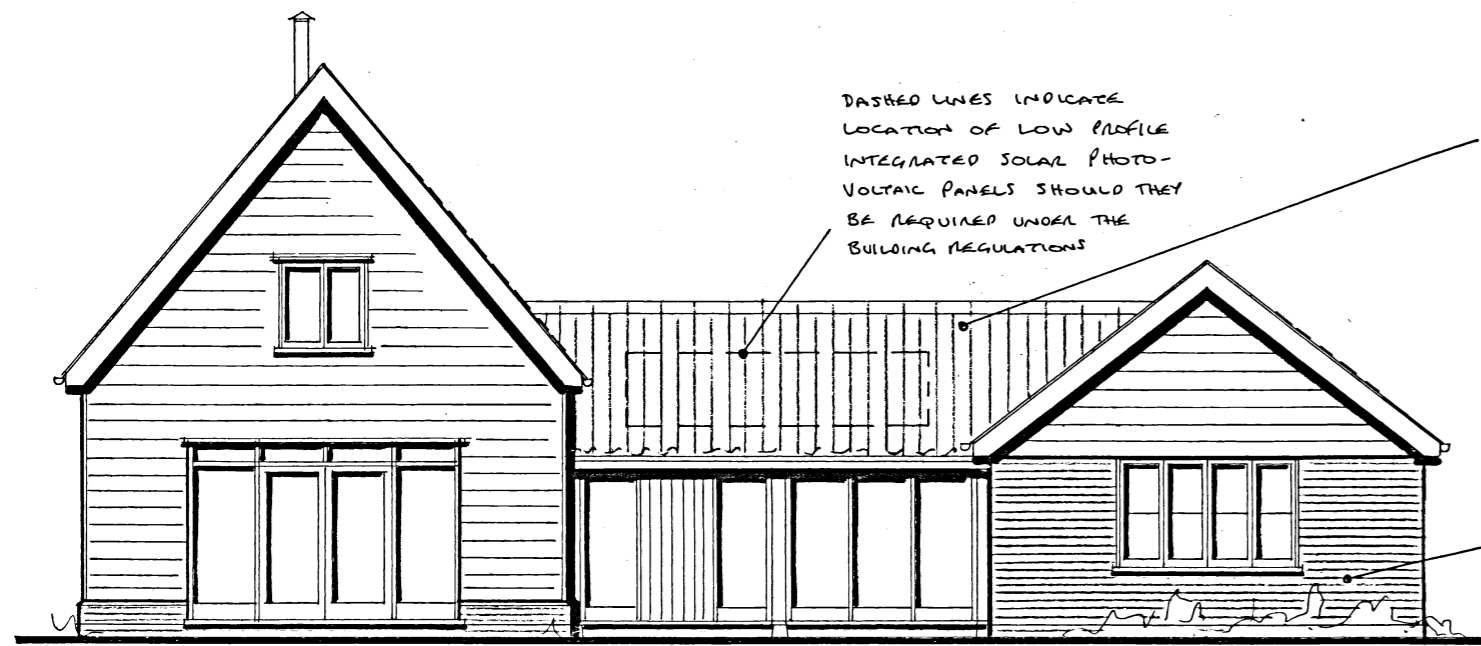 DASHED LINES INDICATE
LOCATION OF LOW PROFILE
INTEGRATED SOLAR PHOTO-
VOLTAIC PANELS SHOULD THEY
BE REQUIRED UNDER THE
BUILDING REGULATIONS